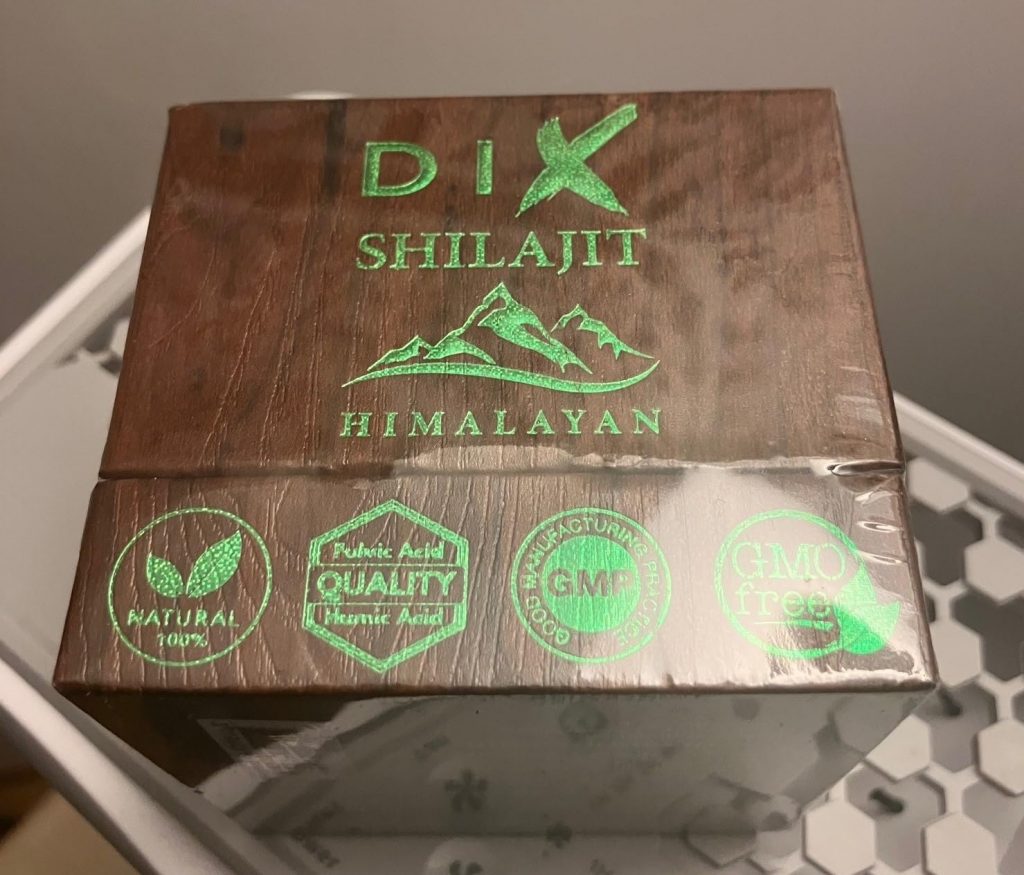 DIX
SHILAJIT
HIMALAYAN
NATURAL
100%
Fulvic Acid
QUALITY
Humic Acid
GOOD MANUFACTURING PRACTICE
GMP
GMO
free